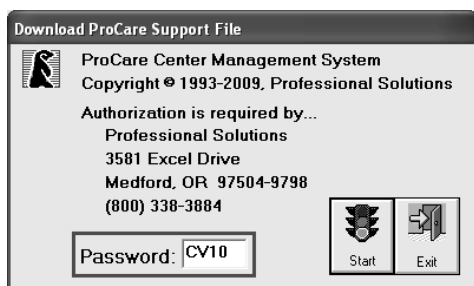 Download ProCare Support File
ProCare Center Management System
Copyright © 1993-2009, Professional Solutions
Authorization is required by...
Professional Solutions
3581 Excel Drive
Medford, OR 97504-9798
(800) 338-3884
Password: CV10
Start
Exit